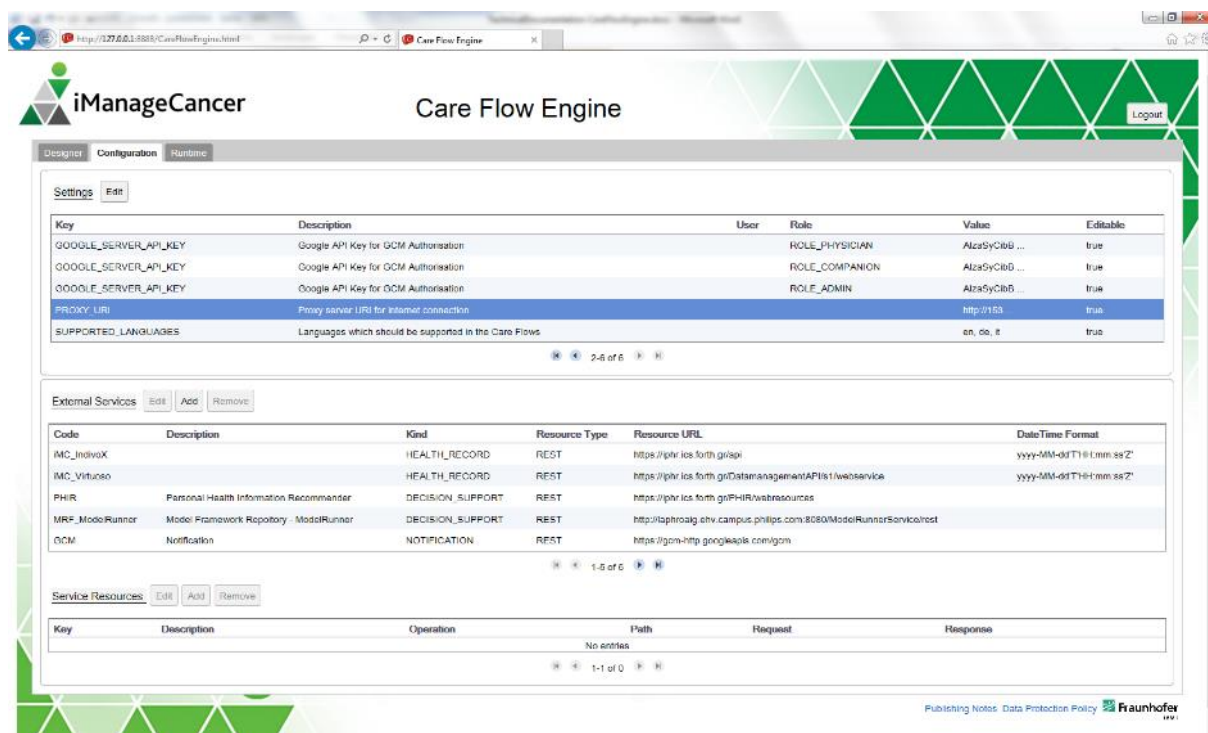 http://127.0.0.1:8888/CareFlowEngine.html
Care Flow Engine
iManageCancer
Care Flow Engine
Logout
Designer Configuration Runtime
Settings Edit
Key Description User Role Value Editable
GOOGLE_SERVER_API_KEY Google API Key for GCM Authorisation ROLE_PHYSICIAN AIzaSyCibB ... true
GOOGLE_SERVER_API_KEY Google API Key for GCM Authorisation ROLE_COMPANION AIzaSyCibB ... true
GOOGLE_SERVER_API_KEY Google API Key for GCM Authorisation ROLE_ADMIN AIzaSyCibB ... true
PROXY_URI Proxy server URI for internet connection http://153... true
SUPPORTED_LANGUAGES Languages which should be supported in the Care Flows en, de, it true
2-6 of 6
External Services Edit Add Remove
Code Description Kind Resource Type Resource URL DateTime Format
iMC_IndivoX HEALTH_RECORD REST https://iphr.ics.forth.gr/api yyyy-MM-dd'T'HH:mm:ss'Z'
iMC_Virtuoso HEALTH_RECORD REST https://iphr.ics.forth.gr/DatamanagementAPI/s1/webservice yyyy-MM-dd'T'HH:mm:ss'Z'
PHIR Personal Health Information Recommender DECISION_SUPPORT REST https://iphr.ics.forth.gr/PHIR/webresources
MRF_ModelRunner Model Framework Repoitory - ModelRunner DECISION_SUPPORT REST http://laphroaig.ehv.campus.philips.com:8080/ModelRunnerService/rest
GCM Notification NOTIFICATION REST https://gcm-http.googleapis.com/gcm
1-5 of 6
Service Resources Edit Add Remove
Key Description Operation Path Request Response
No entries
1-1 of 0
Publishing Notes Data Protection Policy Fraunhofer